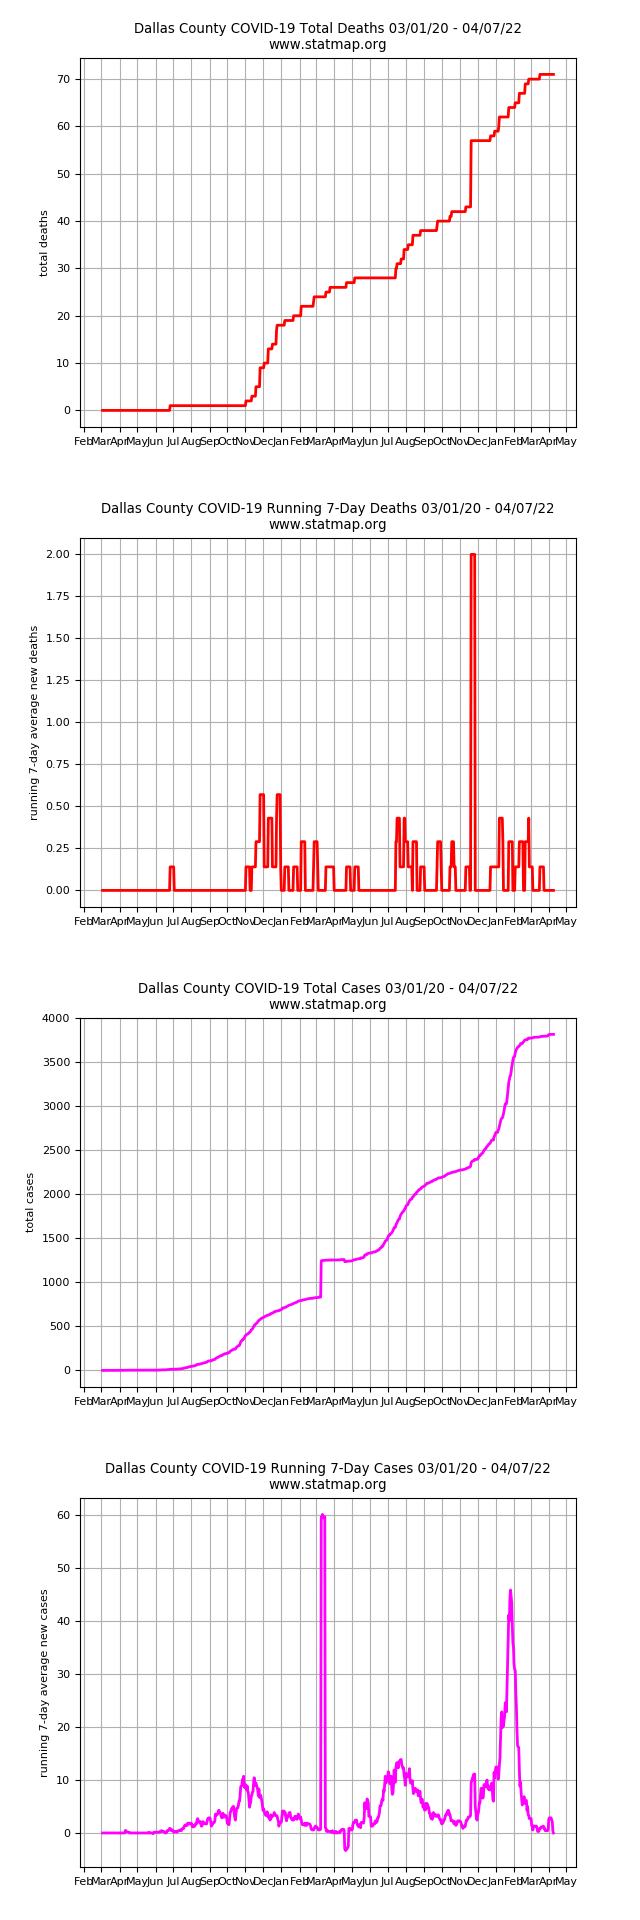 Dallas County COVID-19 Total Deaths 03/01/20 - 04/07/22
www.statmap.org
70
60
50
40
30
20
10
0
total deaths
Feb Mar Apr May Jun Jul Aug Sep Oct Nov Dec Jan Feb Mar Apr May Jun Jul Aug Sep Oct Nov Dec Jan Feb Mar Apr May
Dallas County COVID-19 Running 7-Day Deaths 03/01/20 - 04/07/22
www.statmap.org
2.00
1.75
1.50
1.25
1.00
0.75
0.50
0.25
0.00
running 7-day average new deaths
Feb Mar Apr May Jun Jul Aug Sep Oct Nov Dec Jan Feb Mar Apr May Jun Jul Aug Sep Oct Nov Dec Jan Feb Mar Apr May
Dallas County COVID-19 Total Cases 03/01/20 - 04/07/22
www.statmap.org
4000
3500
3000
2500
2000
1500
1000
500
0
total cases
Feb Mar Apr May Jun Jul Aug Sep Oct Nov Dec Jan Feb Mar Apr May Jun Jul Aug Sep Oct Nov Dec Jan Feb Mar Apr May
Dallas County COVID-19 Running 7-Day Cases 03/01/20 - 04/07/22
www.statmap.org
60
50
40
30
20
10
0
running 7-day average new cases
Feb Mar Apr May Jun Jul Aug Sep Oct Nov Dec Jan Feb Mar Apr May Jun Jul Aug Sep Oct Nov Dec Jan Feb Mar Apr May